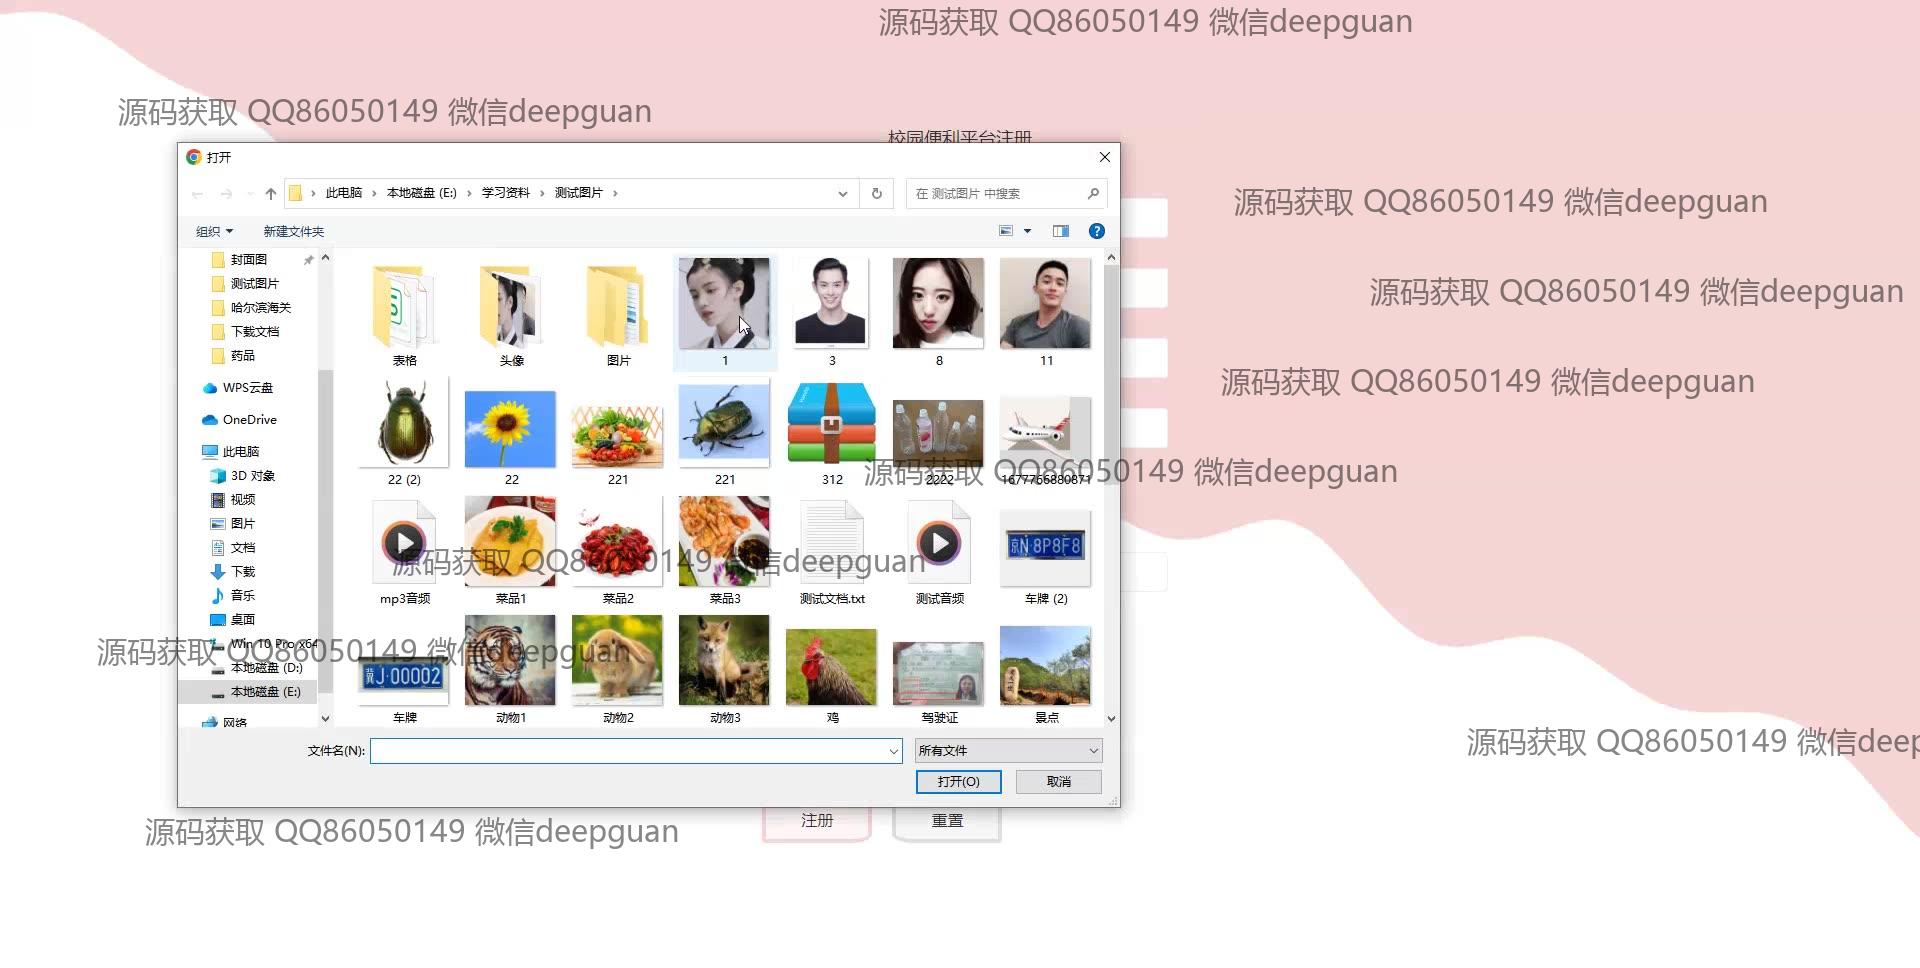 源码获取 QQ86050149 微信deepguan
源码获取 QQ86050149 微信deepguan
校园便利平台注册
打开
此电脑 › 本地磁盘 (E:) › 学习资料 › 测试图片 ›
在 测试图片 中搜索
源码获取 QQ86050149 微信deepguan
组织
新建文件夹
封面图
测试图片
哈尔滨海关
下载文档
药品
WPS云盘
OneDrive
此电脑
3D 对象
视频
图片
文档
下载
音乐
桌面
Win 10 Pro x64
本地磁盘 (D:)
本地磁盘 (E:)
网络
表格
头像
图片
1
3
8
11
源码获取 QQ86050149 微信deepguan
源码获取 QQ86050149 微信deepguan
22 (2)
22
221
221
312
2222
1677766880871
源码获取 QQ86050149 微信deepguan
京N·8P8F8
源码获取 QQ86050149 微信deepguan
mp3音频
菜品1
菜品2
菜品3
测试文档.txt
测试音频
车牌 (2)
源码获取 QQ86050149 微信deepguan
冀J·00002
车牌
动物1
动物2
动物3
鸡
驾驶证
景点
文件名(N):
所有文件
源码获取 QQ86050149 微信deep
打开(O)
取消
注册
重置
源码获取 QQ86050149 微信deepguan